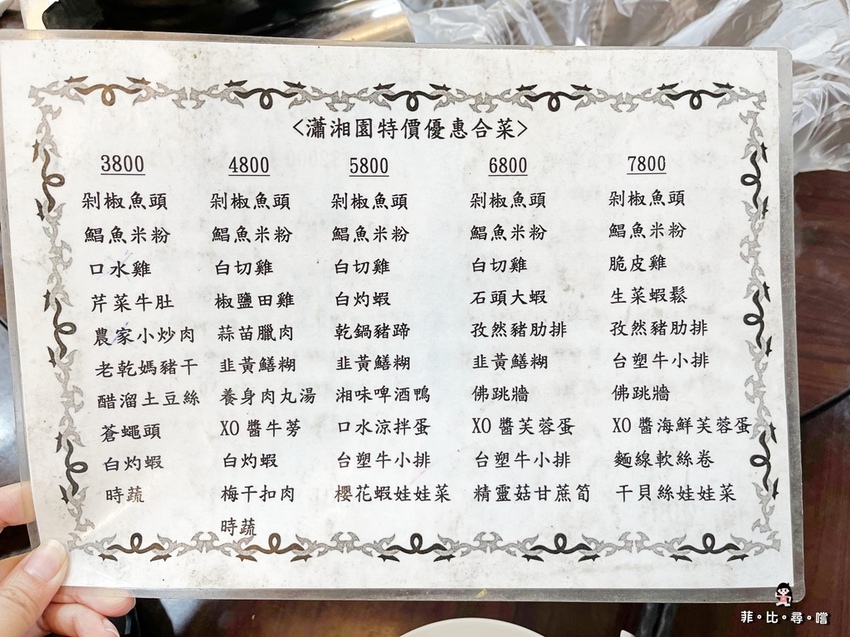 <瀟湘園特價優惠合菜>
3800 4800 5800 6800 7800
剁椒魚頭 剁椒魚頭 剁椒魚頭 剁椒魚頭 剁椒魚頭
鯧魚米粉 鯧魚米粉 鯧魚米粉 鯧魚米粉 鯧魚米粉
口水雞 白切雞 白切雞 白切雞 脆皮雞
芹菜牛肚 椒鹽田雞 白灼蝦 石頭大蝦 生菜蝦鬆
農家小炒肉 蒜苗臘肉 乾鍋豬蹄 孜然豬肋排 孜然豬肋排
老乾媽豬干 韭黃鱔糊 韭黃鱔糊 韭黃鱔糊 台塑牛小排
醋溜土豆絲 養身肉丸湯 湘味啤酒鴨 佛跳牆 佛跳牆
蒼蠅頭 XO醬牛蒡 口水涼拌蛋 XO醬芙蓉蛋 XO醬海鮮芙蓉蛋
白灼蝦 白灼蝦 台塑牛小排 台塑牛小排 麵線軟絲卷
時蔬 梅干扣肉 櫻花蝦娃娃菜 精靈菇甘蔗筍 干貝絲娃娃菜
時蔬
菲。比。尋。嚐